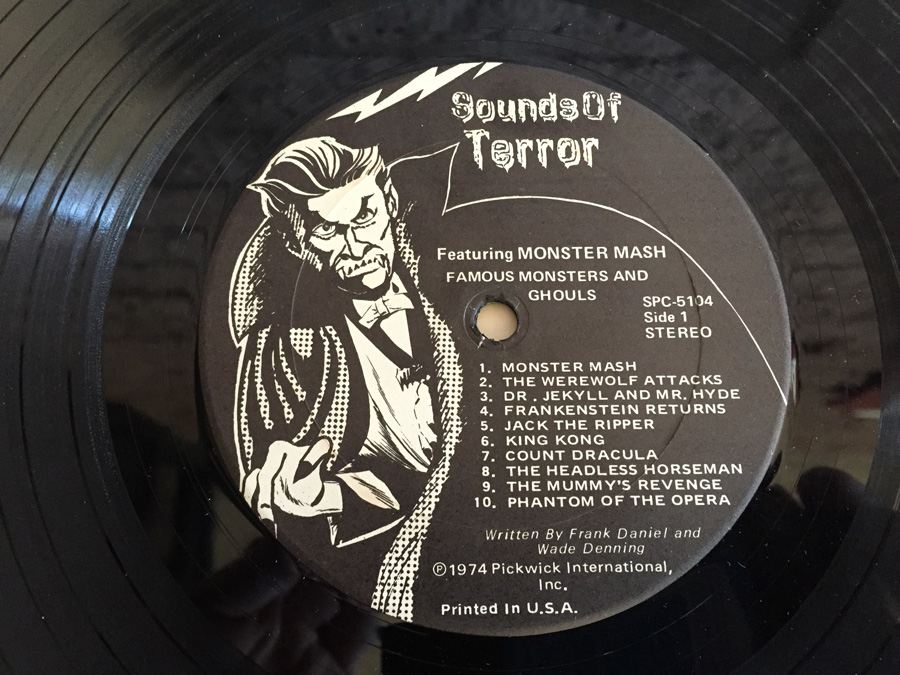 Sounds Of
Terror
Featuring MONSTER MASH
FAMOUS MONSTERS AND
GHOULS
SPC-5104
Side 1
STEREO
1. MONSTER MASH
2. THE WEREWOLF ATTACKS
3. DR. JEKYLL AND MR. HYDE
4. FRANKENSTEIN RETURNS
5. JACK THE RIPPER
6. KING KONG
7. COUNT DRACULA
8. THE HEADLESS HORSEMAN
9. THE MUMMY'S REVENGE
10. PHANTOM OF THE OPERA
Written By Frank Daniel and
Wade Denning
℗1974 Pickwick International,
Inc.
Printed In U.S.A.